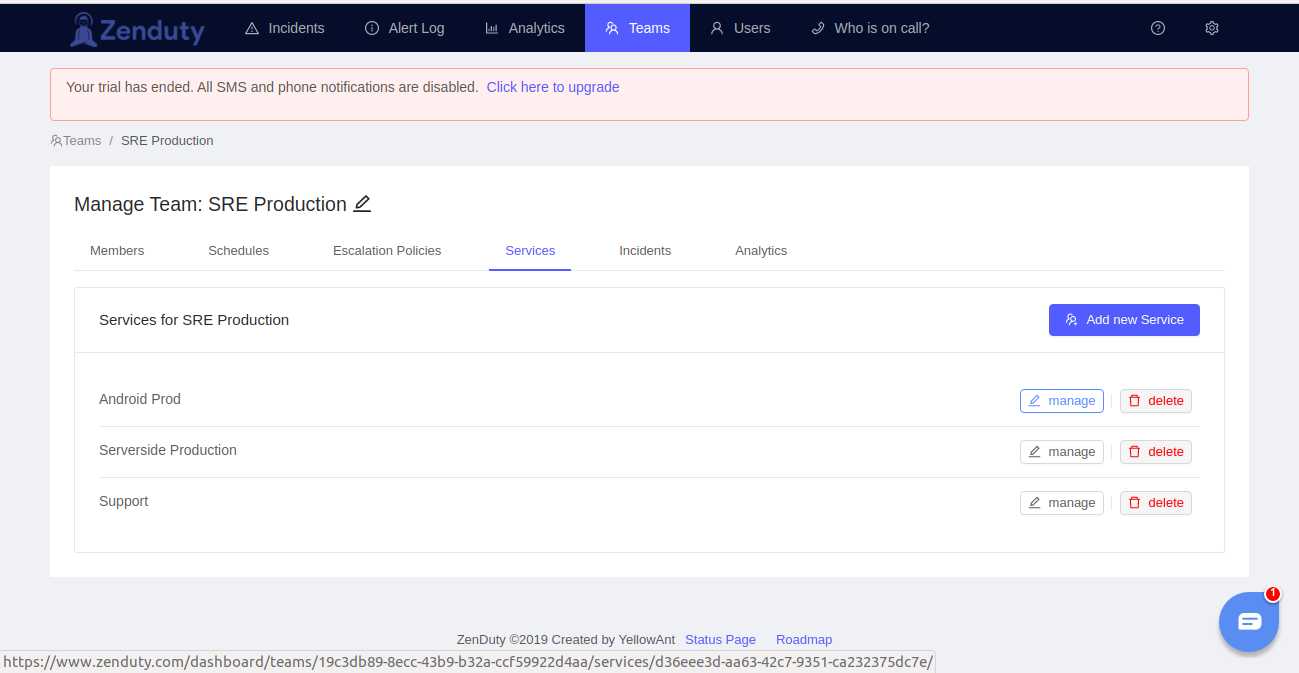 Zenduty Incidents Alert Log Analytics Teams Users Who is on call?
Your trial has ended. All SMS and phone notifications are disabled. Click here to upgrade
Teams / SRE Production
Manage Team: SRE Production
Members Schedules Escalation Policies Services Incidents Analytics
Services for SRE Production Add new Service
Android Prod manage delete
Serverside Production manage delete
Support manage delete
1
ZenDuty ©2019 Created by YellowAnt Status Page Roadmap
https://www.zenduty.com/dashboard/teams/19c3db89-8ecc-43b9-b32a-ccf59922d4aa/services/d36eee3d-aa63-42c7-9351-ca232375dc7e/